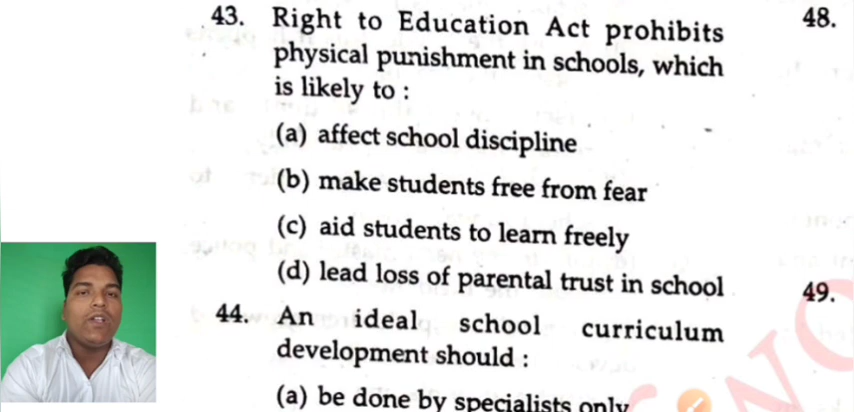 43. Right to Education Act prohibits
physical punishment in schools, which
is likely to :
(a) affect school discipline
(b) make students free from fear
(c) aid students to learn freely
(d) lead loss of parental trust in school
44. An ideal school curriculum
development should :
(a) be done by specialists only
48.
49.